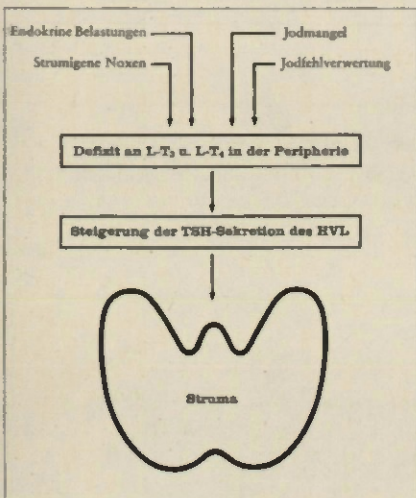 Endokrine Belastungen
Jodmangel
Strumigene Noxen
Jodfehlverwertung
Defizit an L-T₃ u. L-T₄ in der Peripherie
Steigerung der TSH-Sekretion des HVL
Struma